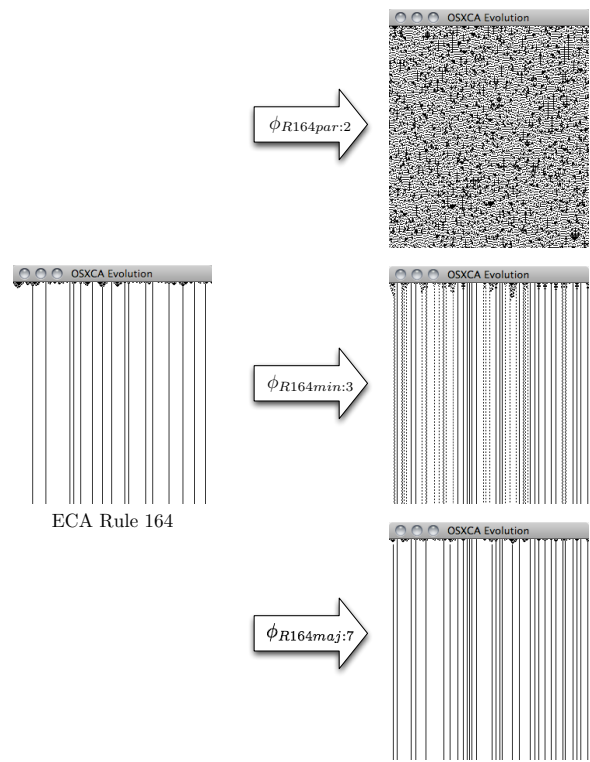 OSXCA Evolution
ϕR164par:2
OSXCA Evolution
OSXCA Evolution
ϕR164min:3
ECA Rule 164
OSXCA Evolution
ϕR164maj:7